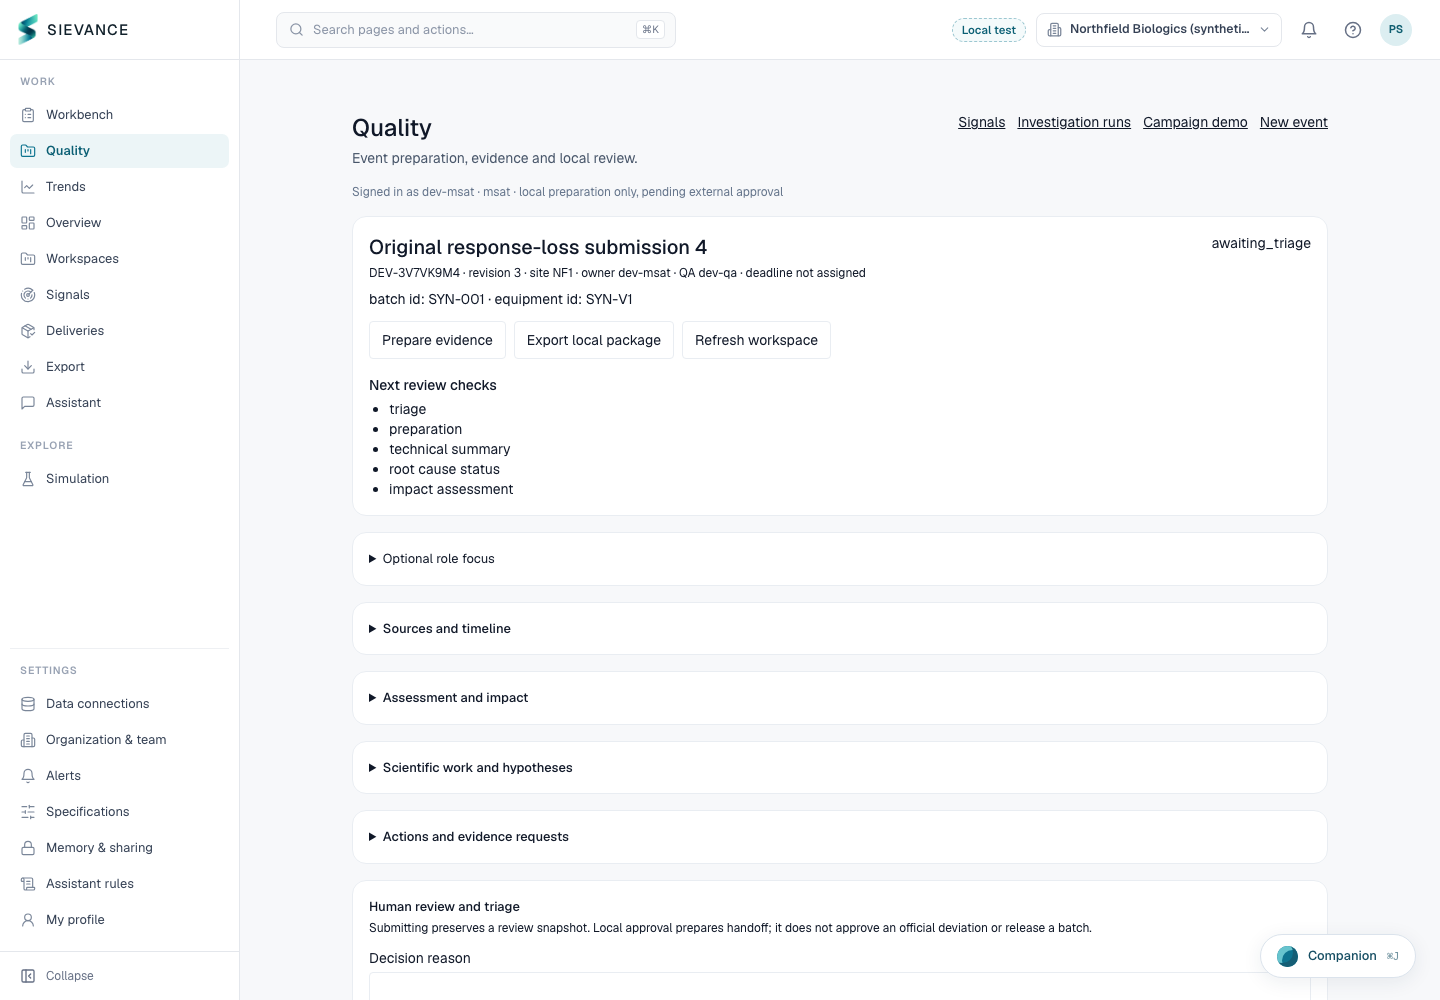 SIEVANCE
Search pages and actions...
⌘K
Local test
Northfield Biologics (syntheti...
PS
WORK
Workbench
Quality
Trends
Overview
Workspaces
Signals
Deliveries
Export
Assistant
EXPLORE
Simulation
SETTINGS
Data connections
Organization & team
Alerts
Specifications
Memory & sharing
Assistant rules
My profile
Collapse
Quality
Signals Investigation runs Campaign demo New event
Event preparation, evidence and local review.
Signed in as dev-msat · msat · local preparation only, pending external approval
Original response-loss submission 4
awaiting_triage
DEV-3V7VK9M4 · revision 3 · site NF1 · owner dev-msat · QA dev-qa · deadline not assigned
batch id: SYN-001 · equipment id: SYN-V1
Prepare evidence Export local package Refresh workspace
Next review checks
• triage
• preparation
• technical summary
• root cause status
• impact assessment
Optional role focus
Sources and timeline
Assessment and impact
Scientific work and hypotheses
Actions and evidence requests
Human review and triage
Submitting preserves a review snapshot. Local approval prepares handoff; it does not approve an official deviation or release a batch.
Decision reason
Companion ⌘J